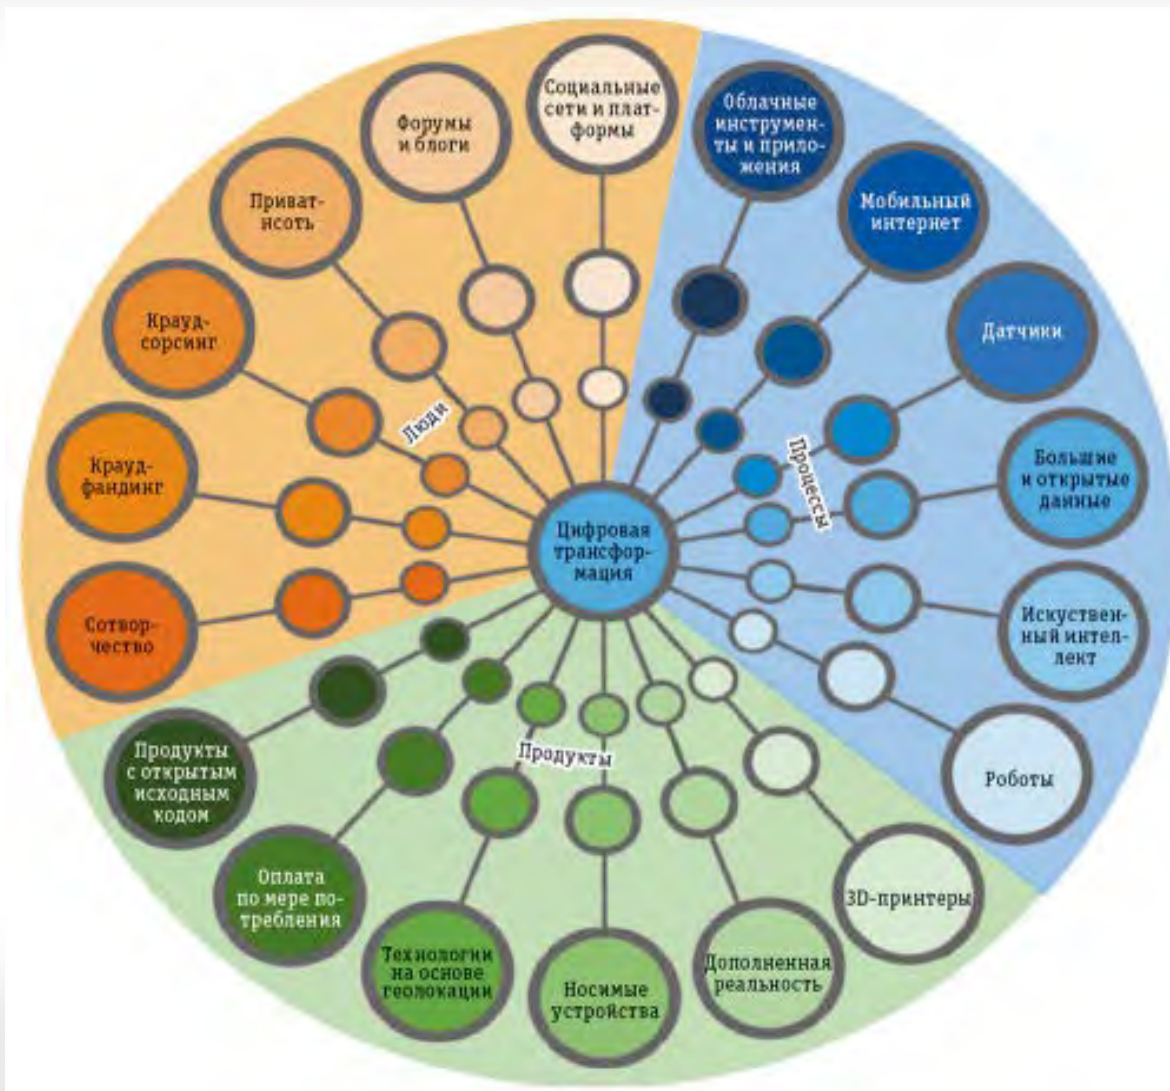 Социальные
сети и плат-
формы
Форумы
и блоги
Приват-
нсоть
Крауд-
сорсинг
Крауд-
фандинг
Сотвор-
чество
Люди
Облачные
инструмен-
ты и прило-
жения
Мобильный
интернет
Датчики
Большие
и открытые
данные
Искуствен-
ный интел-
лект
Роботы
Процессы
Цифровая
трансфор-
мация
Продукты
Продукты
с открытым
исходным
кодом
Оплата
по мере по-
требления
Технологии
на основе
геолокации
Носимые
устройства
Дополненная
реальность
3D-принтеры